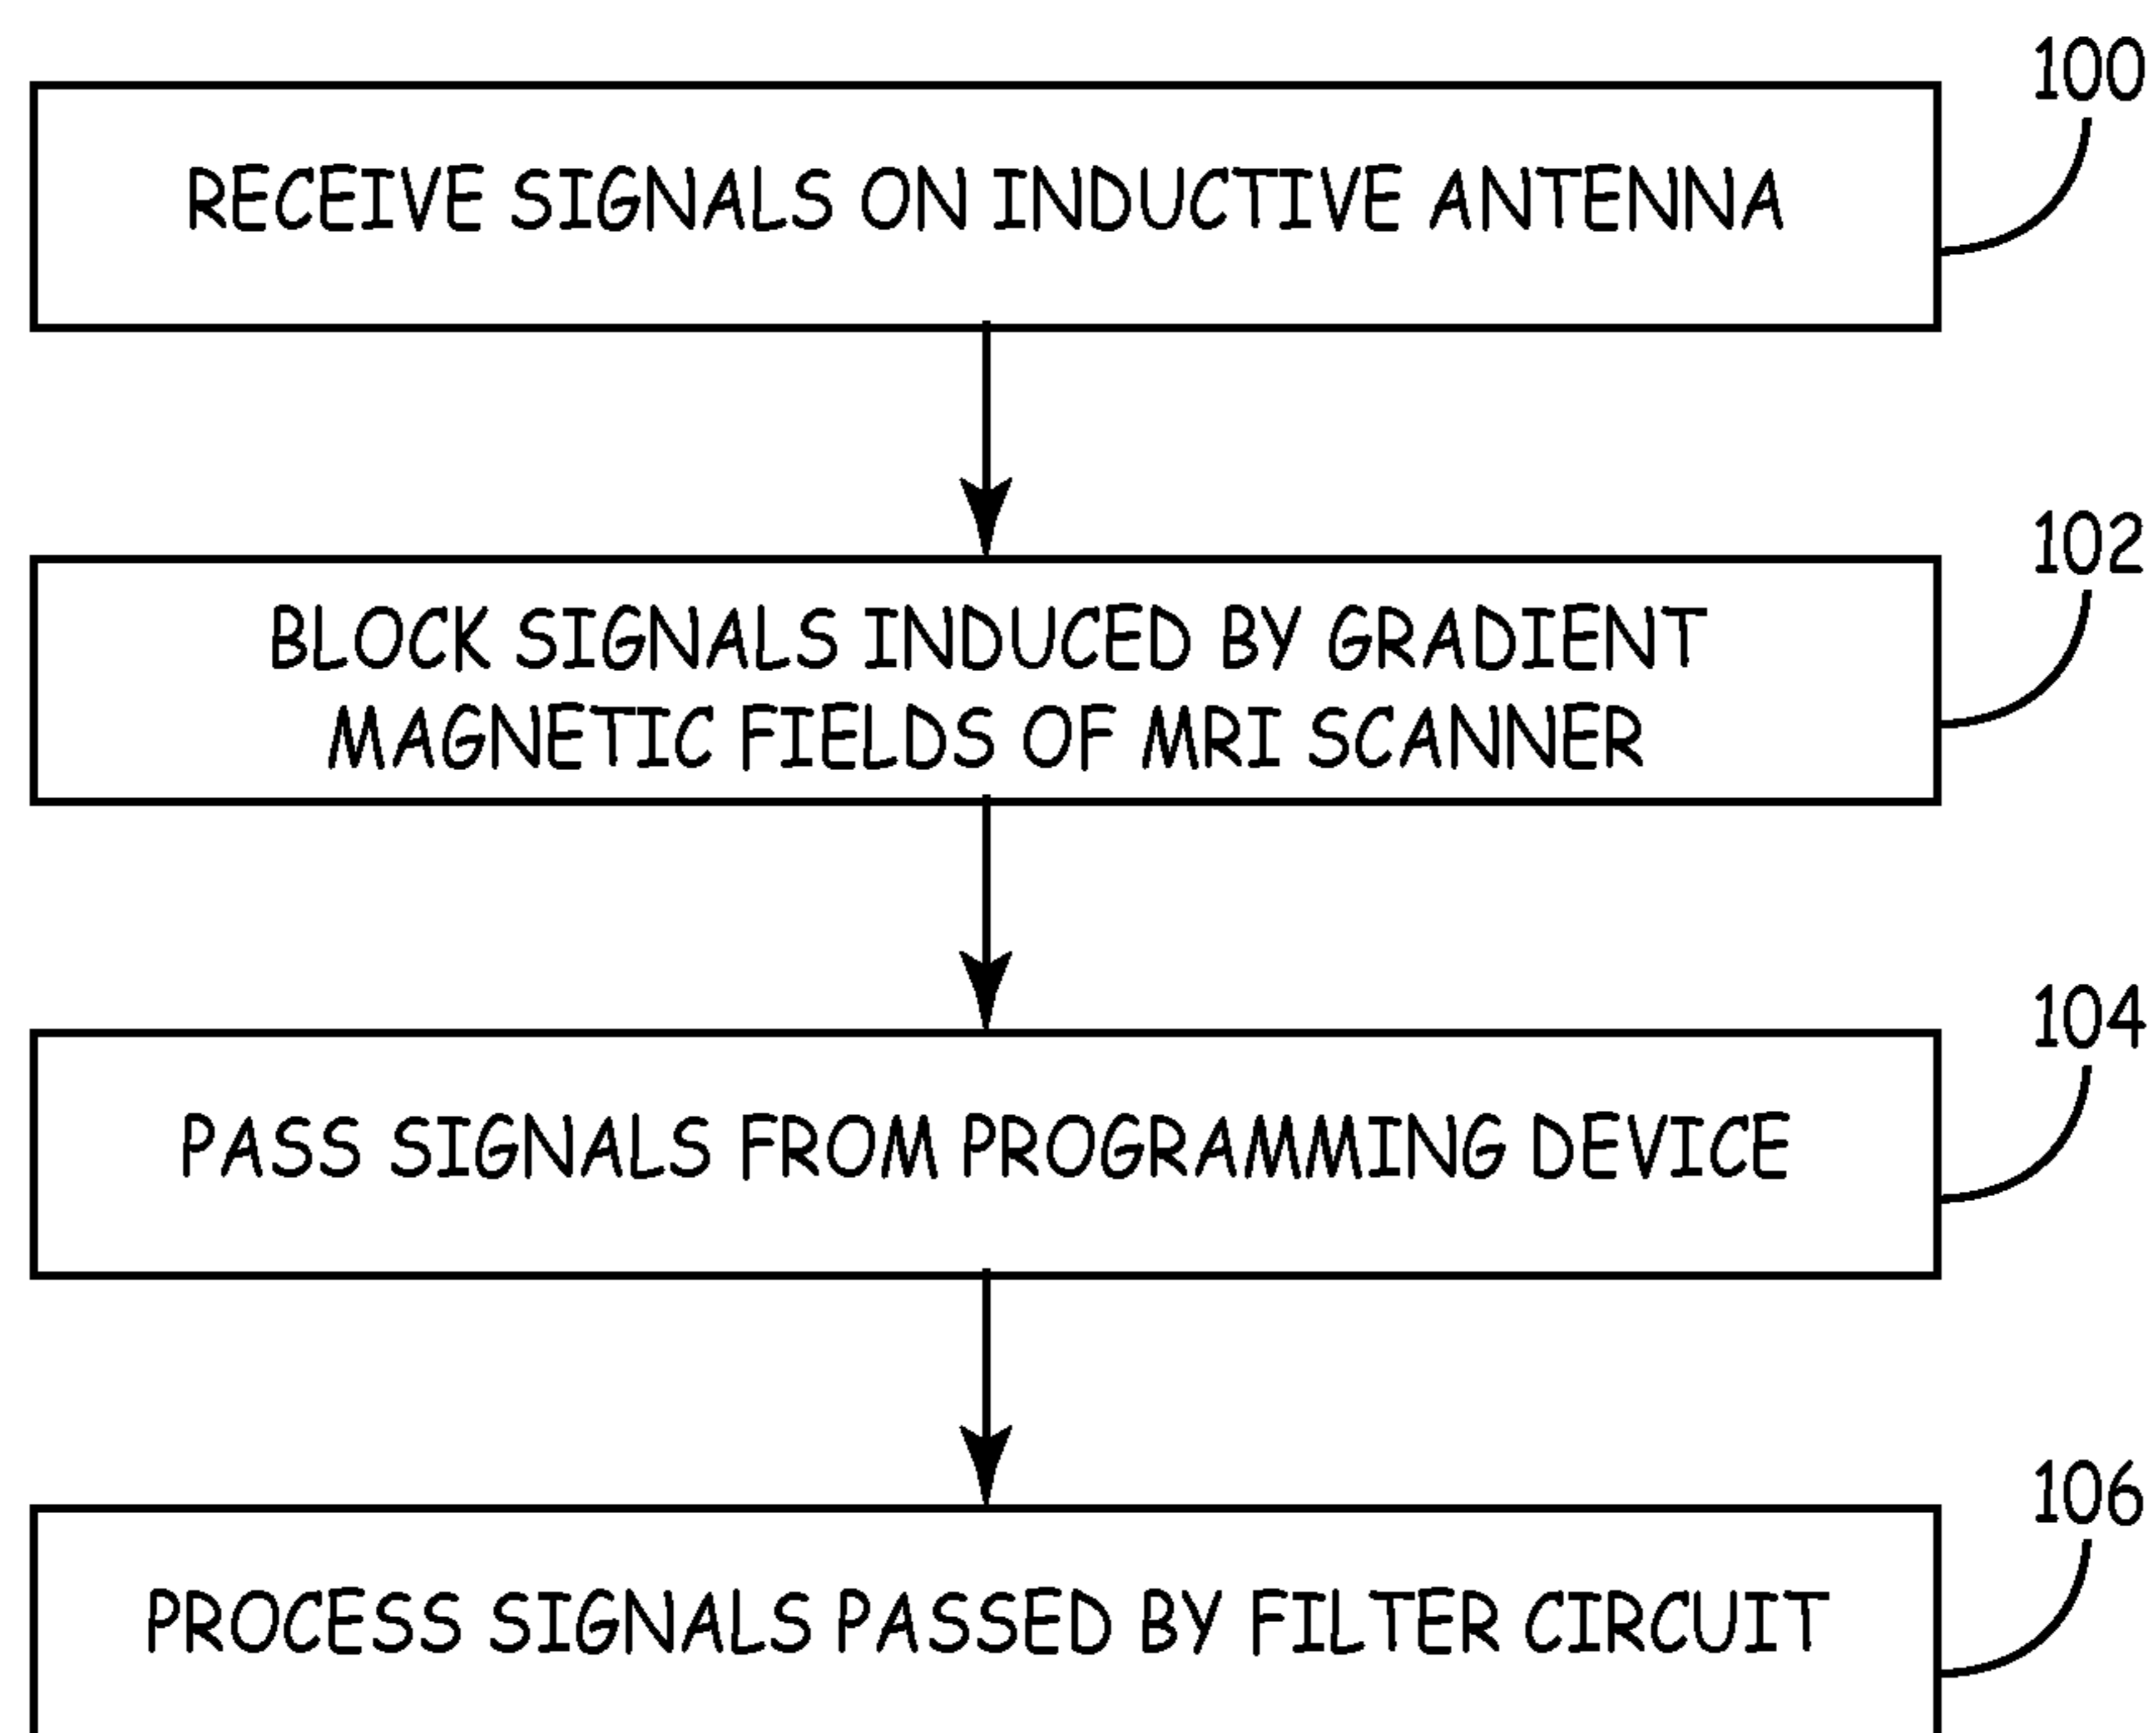 100
RECEIVE SIGNALS ON INDUCTIVE ANTENNA
102
BLOCK SIGNALS INDUCED BY GRADIENT
MAGNETIC FIELDS OF MRI SCANNER
104
PASS SIGNALS FROM PROGRAMMING DEVICE
106
PROCESS SIGNALS PASSED BY FILTER CIRCUIT